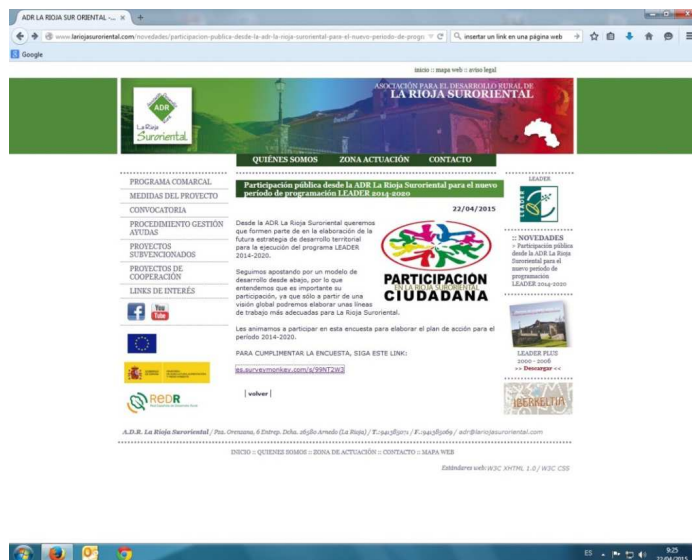 ADR LA RIOJA SUR ORIENTAL -...
www.lariojasuroriental.com/novedades/participacion-publica-desde-la-adr-la-rioja-suroriental-para-el-nuevo-periodo-de-progr
insertar un link en una página web
Google
inicio :: mapa web :: aviso legal
ADR
La Rioja
Suroriental
ASOCIACIÓN PARA EL DESARROLLO RURAL DE
LA RIOJA SURORIENTAL
QUIÉNES SOMOS ZONA ACTUACIÓN CONTACTO
PROGRAMA COMARCAL
MEDIDAS DEL PROYECTO
CONVOCATORIA
PROCEDIMIENTO GESTIÓN
AYUDAS
PROYECTOS
SUBVENCIONADOS
PROYECTOS DE
COOPERACIÓN
LINKS DE INTERÉS
You
Tube
REDR
Participación pública desde la ADR La Rioja Suroriental para el nuevo
periodo de programación LEADER 2014-2020
22/04/2015
Desde la ADR La Rioja Suroriental queremos
que formen parte de en la elaboración de la
futura estrategia de desarrollo territorial
para la ejecución del programa LEADER
2014-2020.
Seguimos apostando por un modelo de
desarrollo desde abajo, por lo que
entendemos que es importante su
participación, ya que sólo a partir de una
visión global podremos elaborar unas líneas
de trabajo más adecuadas para La Rioja Suroriental.
PARTICIPACION
EN LA RIOJA SURORIENTAL
CIUDADANA
Les animamos a participar en esta encuesta para elaborar el plan de acción para el
período 2014-2020.
PARA CUMPLIMENTAR LA ENCUESTA, SIGA ESTE LINK:
es.surveymonkey.com/s/99NT2W3
| volver |
LEADER
LEADER
:: NOVEDADES
> Participación pública
desde la ADR La Rioja
Suroriental para el
nuevo periodo de
programación
LEADER 2014-2020
LEADER PLUS
2000 - 2006
>> Descargar <<
IBERKELTIA
A.D.R. La Rioja Suroriental / Pza. Orenzana, 6 Entrep. Dcha. 26580 Arnedo (La Rioja) / T.:941383201 / F.:941383069 / adr@lariojasuroriental.com
INICIO :: QUIENES SOMOS :: ZONA DE ACTUACIÓN :: CONTACTO :: MAPA WEB
Estándares web: W3C XHTML 1.0 / W3C CSS
ES
9:25
22/04/2015